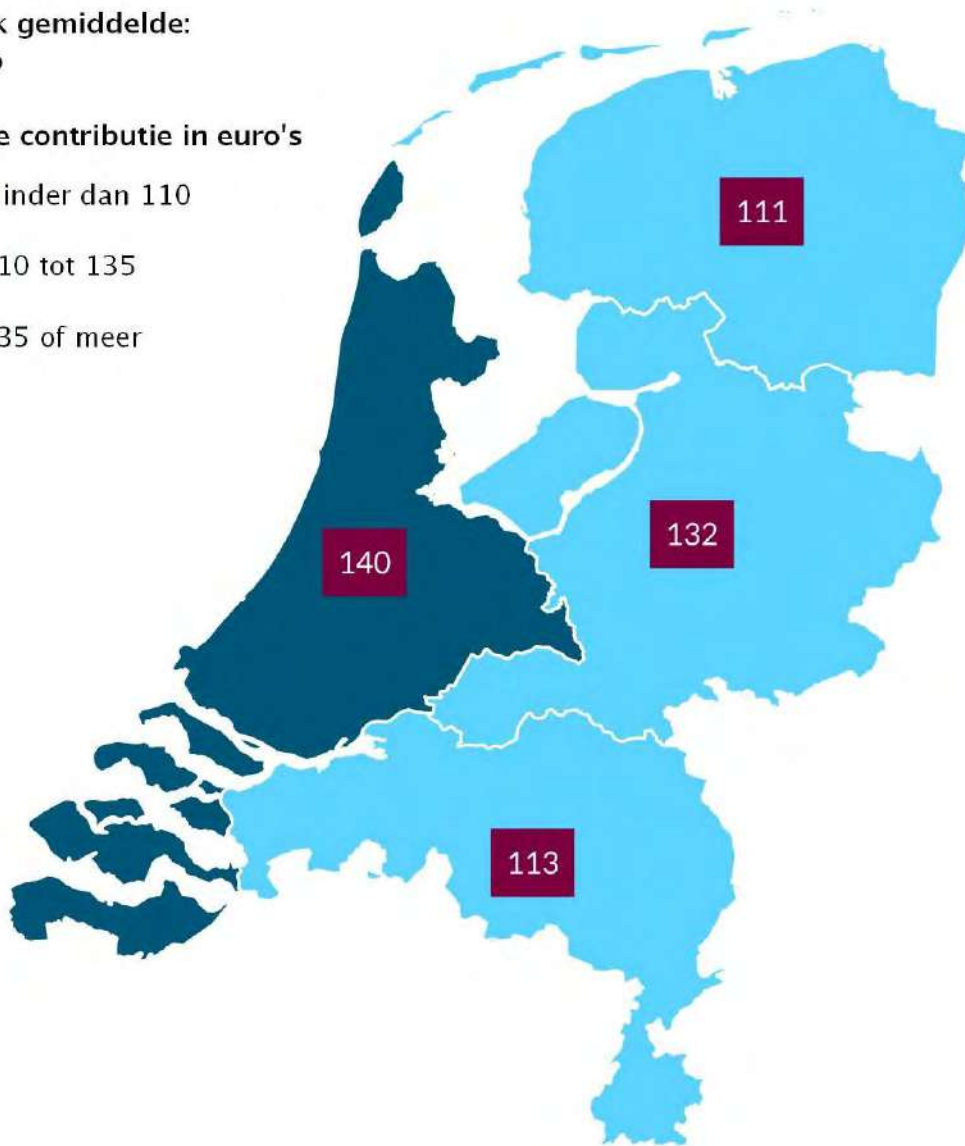 k gemiddelde:
e contributie in euro's
inder dan 110
10 tot 135
35 of meer
111
132
140
113